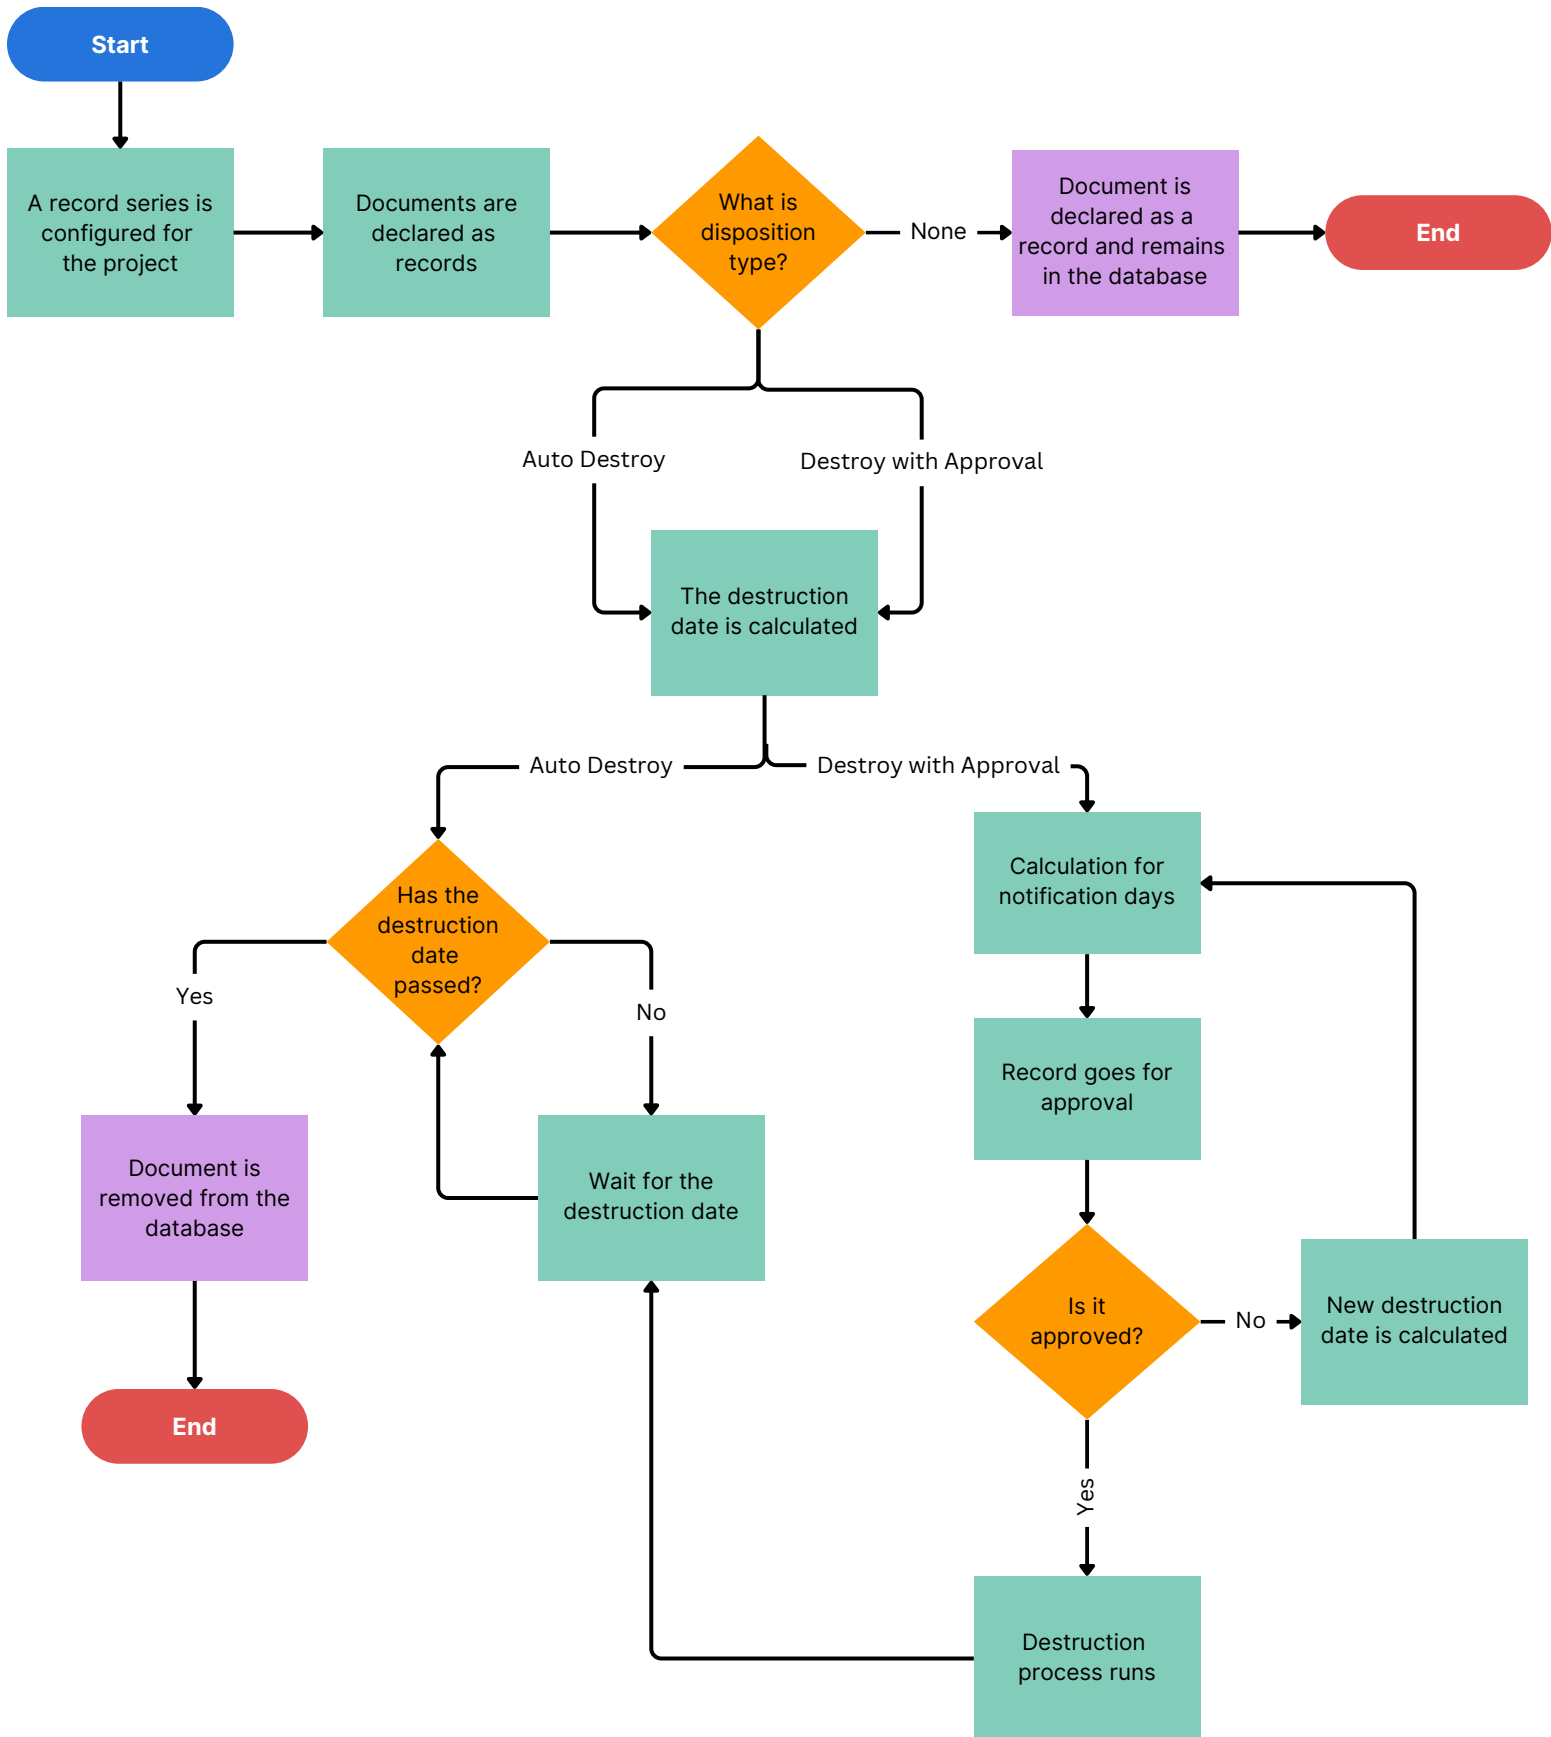 Start
A record series is
configured for
the project
Documents are
declared as
records
What is
disposition
type?
None
Document is
declared as a
record and remains
in the database
End
Auto Destroy
Destroy with Approval
The destruction
date is calculated
Auto Destroy
Destroy with Approval
Has the
destruction
date
passed?
Yes
No
Document is
removed from the
database
End
Wait for the
destruction date
Calculation for
notification days
Record goes for
approval
Is it
approved?
No
New destruction
date is calculated
Yes
Destruction
process runs